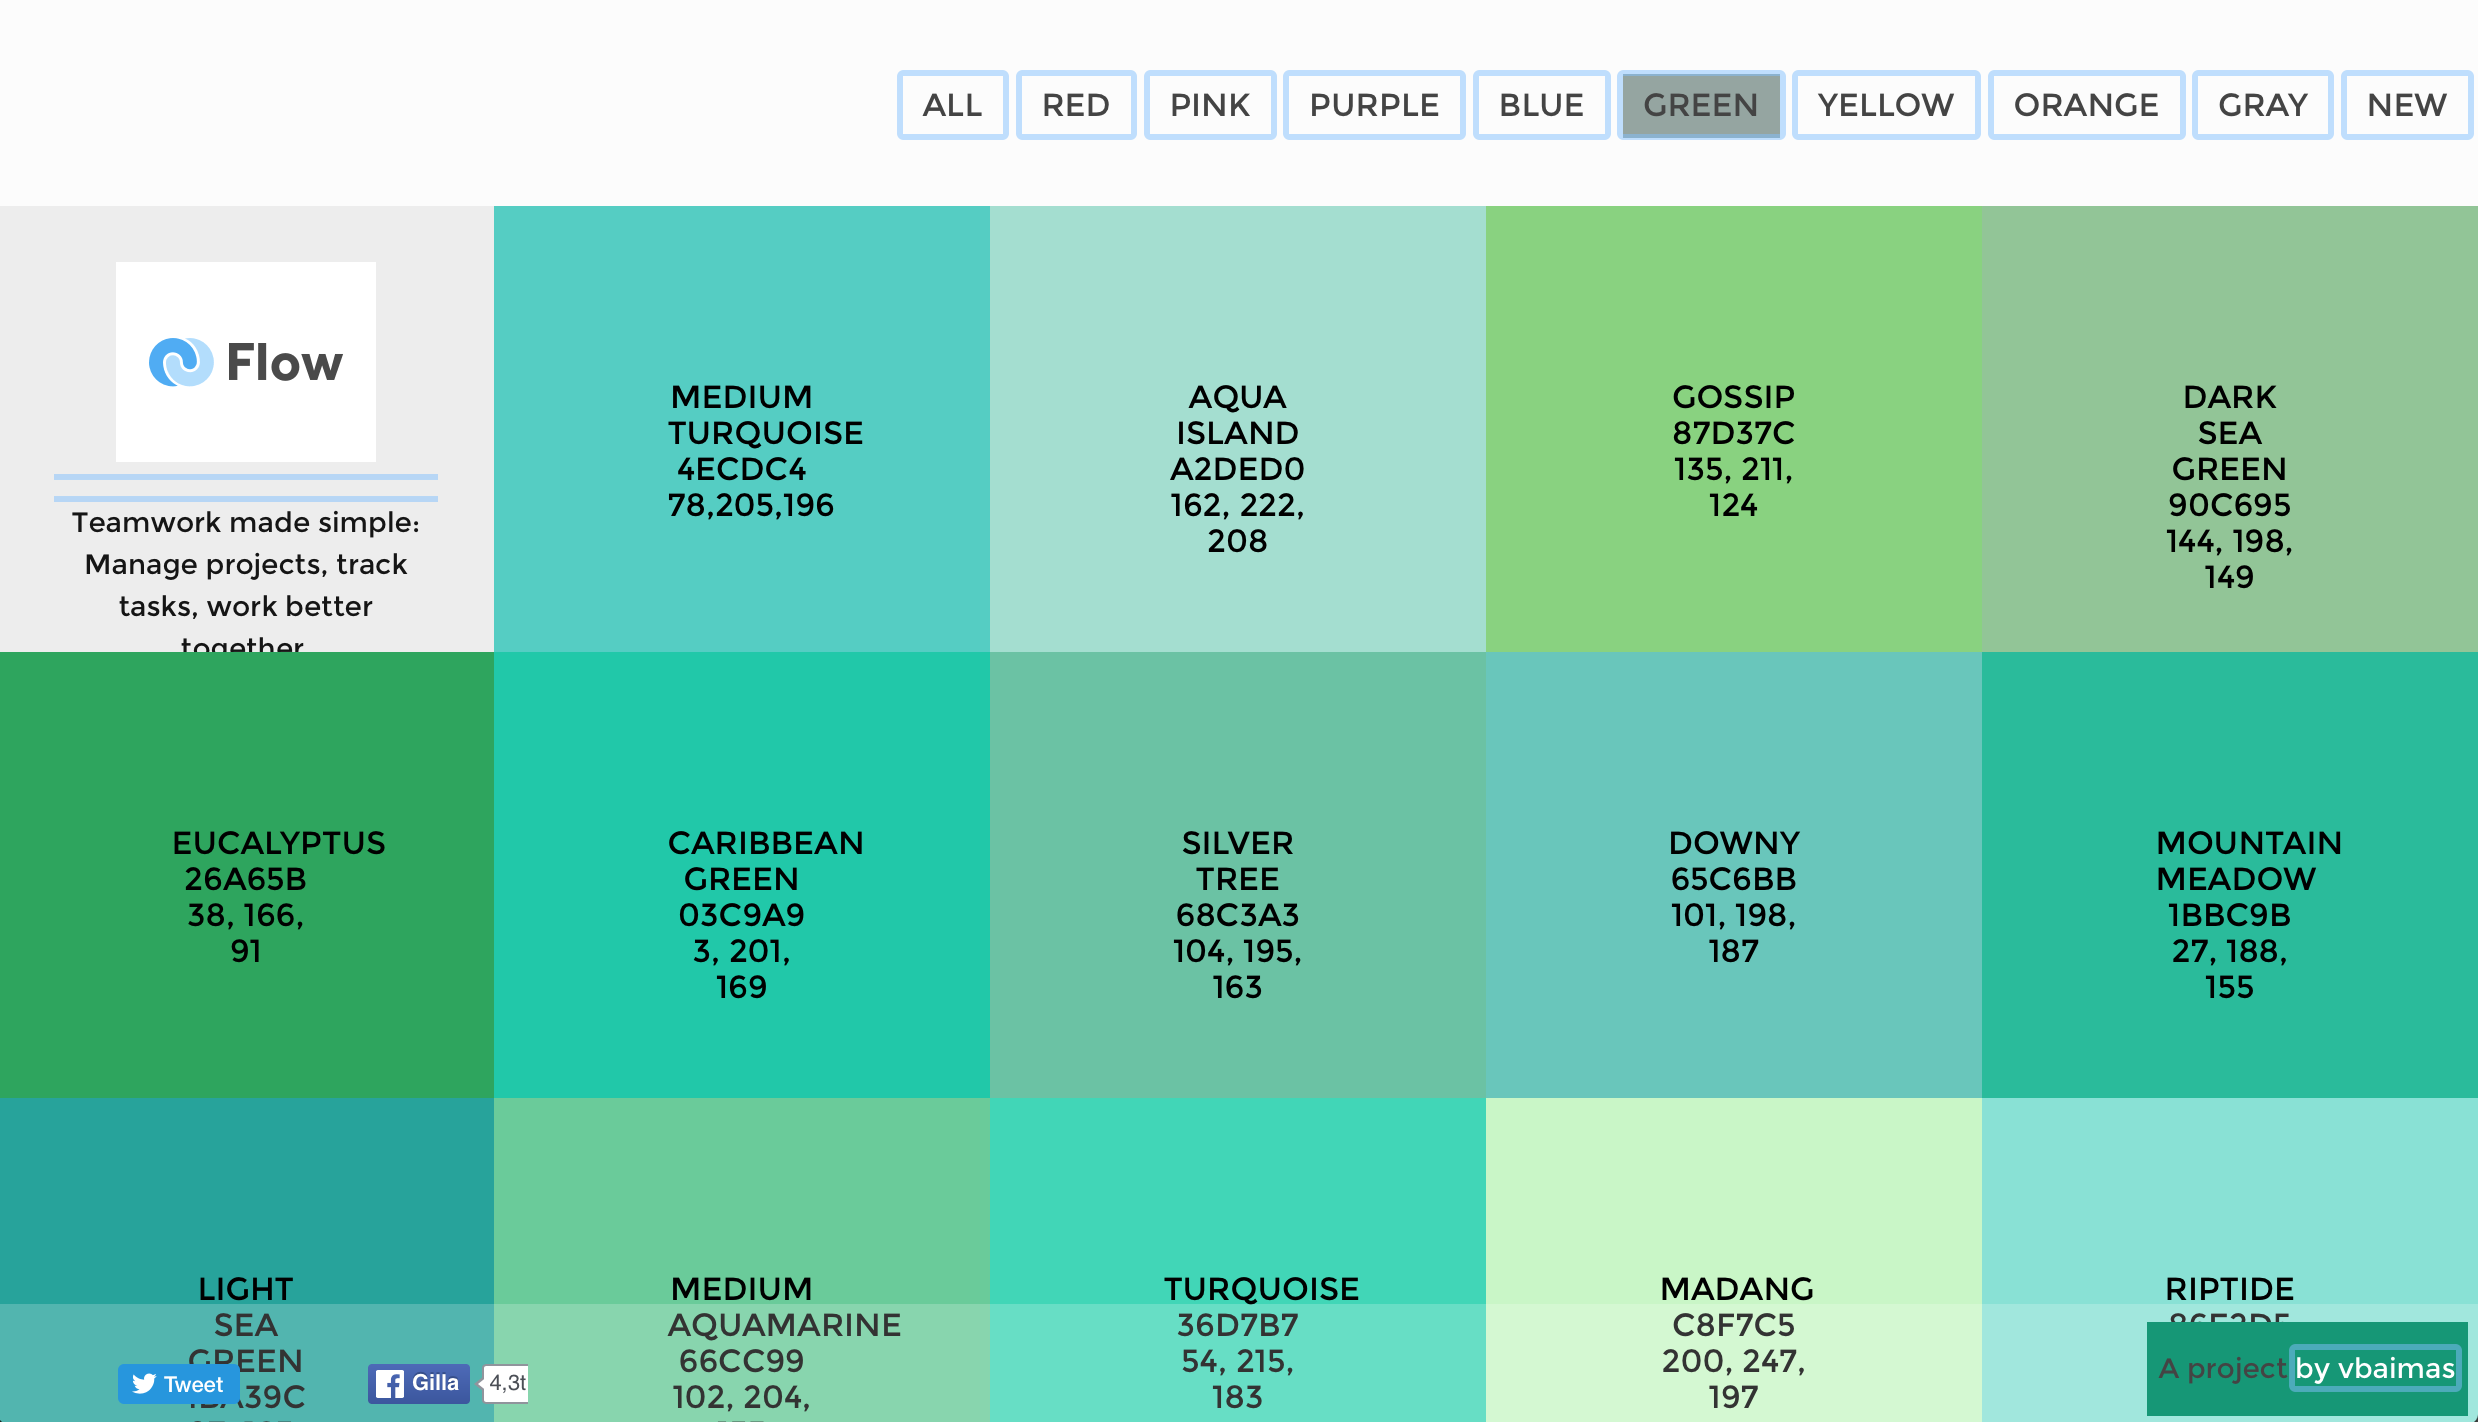 ALL
RED
PINK
PURPLE
BLUE
GREEN
YELLOW
ORANGE
GRAY
NEW
Flow
Teamwork made simple:
Manage projects, track
tasks, work better
together
MEDIUM
TURQUOISE
4ECDC4
78,205,196
AQUA
ISLAND
A2DED0
162, 222,
208
GOSSIP
87D37C
135, 211,
124
DARK
SEA
GREEN
90C695
144, 198,
149
EUCALYPTUS
26A65B
38, 166,
91
CARIBBEAN
GREEN
03C9A9
3, 201,
169
SILVER
TREE
68C3A3
104, 195,
163
DOWNY
65C6BB
101, 198,
187
MOUNTAIN
MEADOW
1BBC9B
27, 188,
155
LIGHT
SEA
GREEN
MEDIUM
AQUAMARINE
66CC99
102, 204,
TURQUOISE
36D7B7
54, 215,
183
MADANG
C8F7C5
200, 247,
197
RIPTIDE
Tweet
Gilla
4,3t
A project by vbaimas